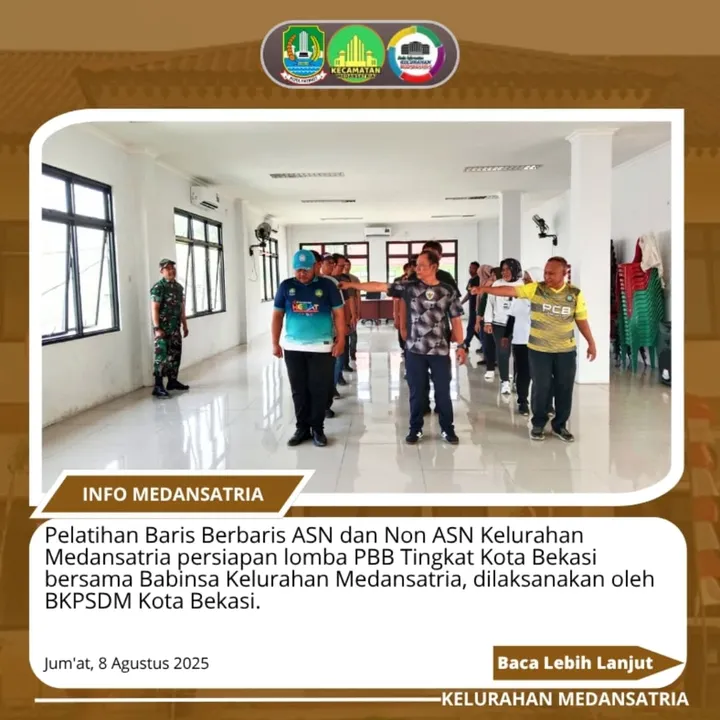 KECAMATAN
MEDANSATRIA
PCB
INFO MEDANSATRIA
Pelatihan Baris Berbaris ASN dan Non ASN Kelurahan
Medansatria persiapan lomba PBB Tingkat Kota Bekasi
bersama Babinsa Kelurahan Medansatria, dilaksanakan oleh
BKPSDM Kota Bekasi.
Jum'at, 8 Agustus 2025
Baca Lebih Lanjut
KELURAHAN MEDANSATRIA